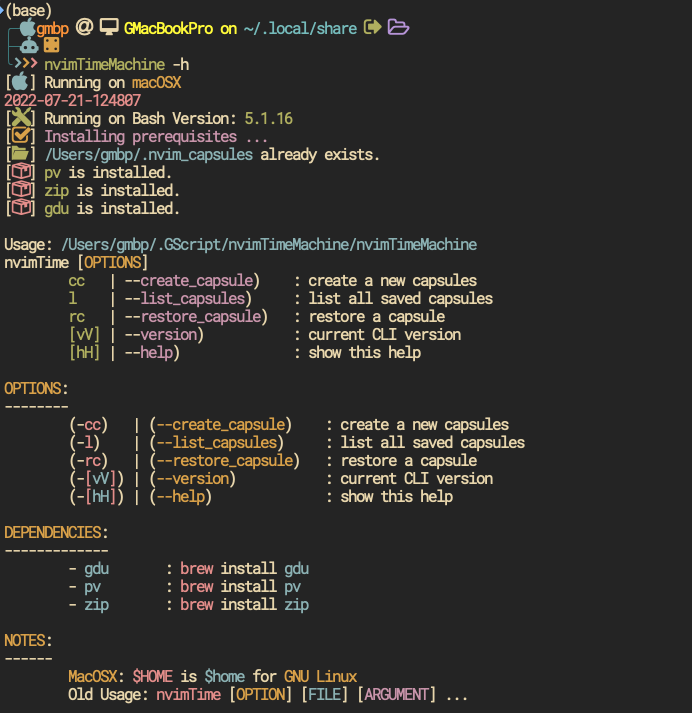 (base)
gmbp @ GMacBookPro on ~/.local/share
nvimTimeMachine -h
[] Running on macOSX
2022-07-21-124807
[] Running on Bash Version: 5.1.16
[] Installing prerequisites ...
[] /Users/gmbp/.nvim_capsules already exists.
[] pv is installed.
[] zip is installed.
[] gdu is installed.
Usage: /Users/gmbp/.GScript/nvimTimeMachine/nvimTimeMachine
nvimTime [OPTIONS]
cc | --create_capsule) : create a new capsules
l | --list_capsules) : list all saved capsules
rc | --restore_capsule) : restore a capsule
[vV] | --version) : current CLI version
[hH] | --help) : show this help
OPTIONS:
--------
(-cc) | (--create_capsule) : create a new capsules
(-l) | (--list_capsules) : list all saved capsules
(-rc) | (--restore_capsule) : restore a capsule
(-[vV]) | (--version) : current CLI version
(-[hH]) | (--help) : show this help
DEPENDENCIES:
-------------
- gdu : brew install gdu
- pv : brew install pv
- zip : brew install zip
NOTES:
------
MacOSX: $HOME is $home for GNU Linux
Old Usage: nvimTime [OPTION] [FILE] [ARGUMENT] ...